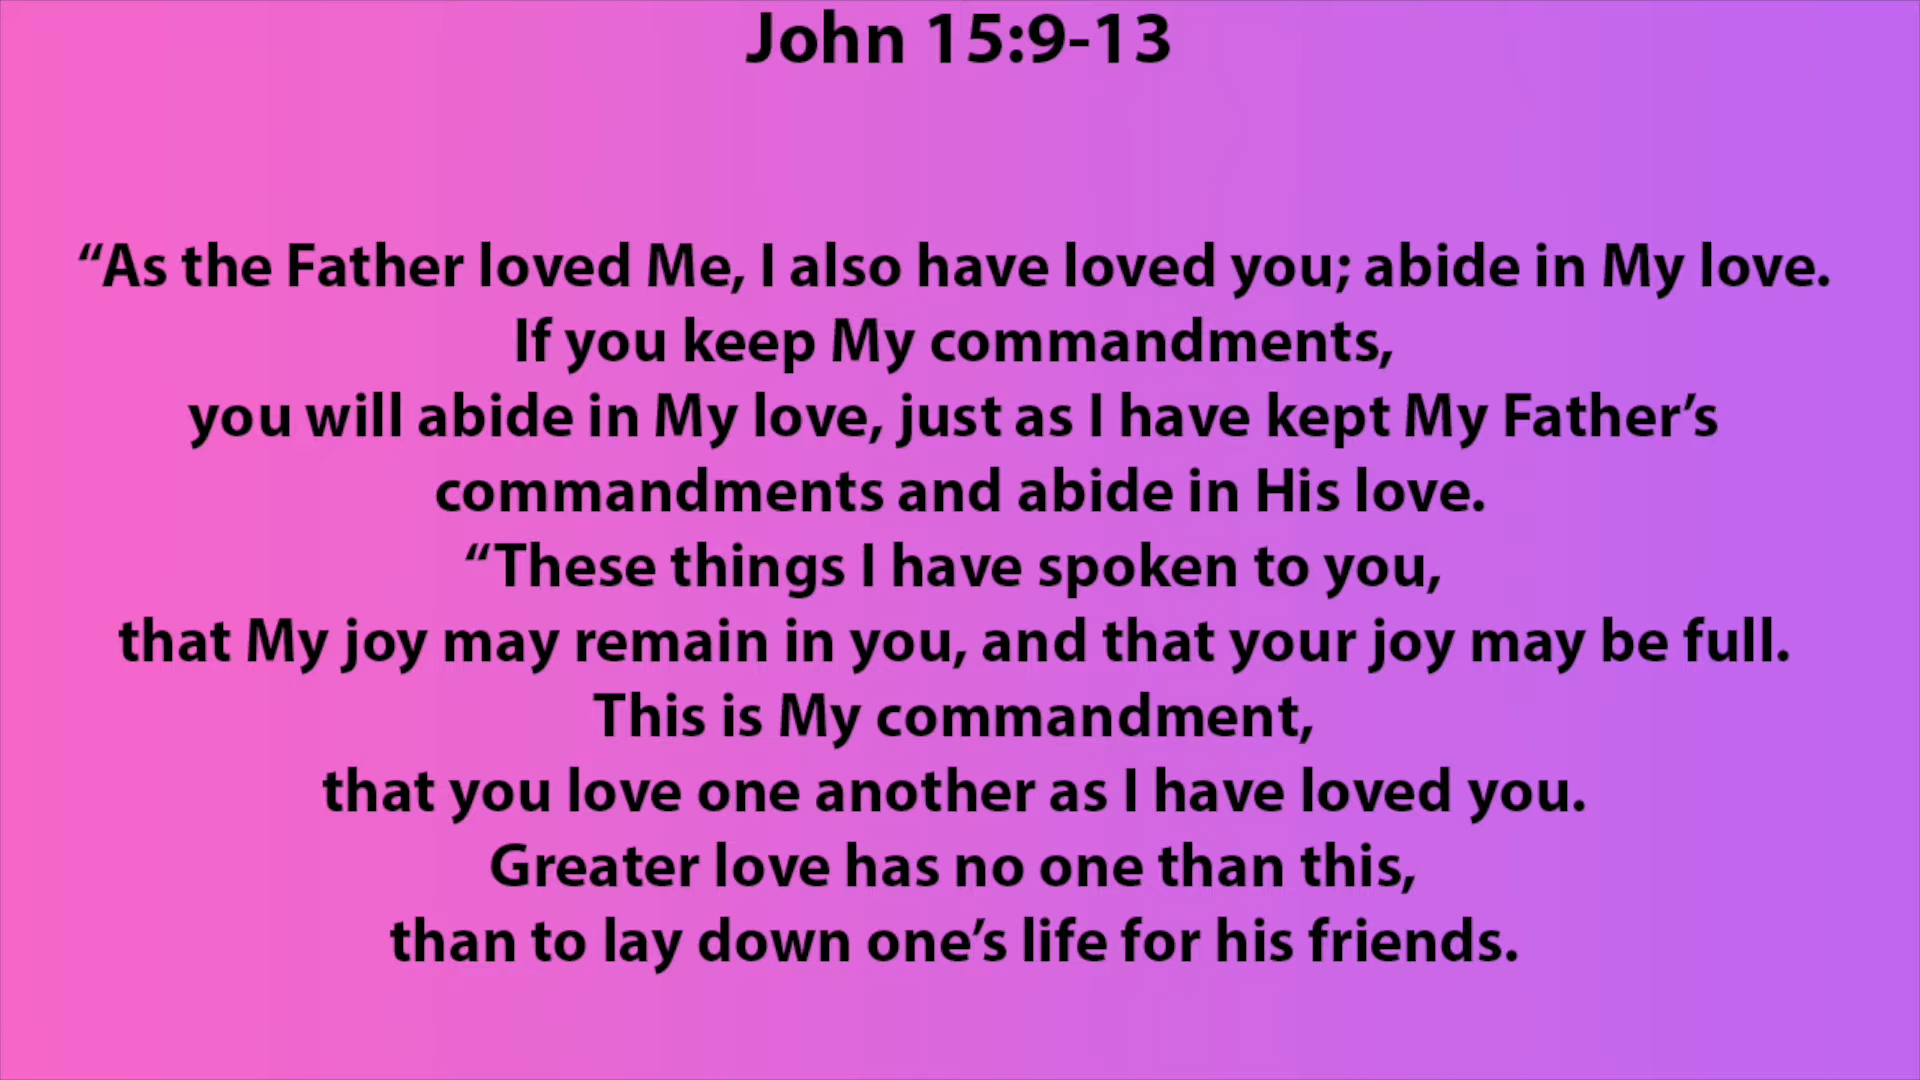 John 15:9-13
“As the Father loved Me, I also have loved you; abide in My love.
If you keep My commandments,
you will abide in My love, just as I have kept My Father’s
commandments and abide in His love.
“These things I have spoken to you,
that My joy may remain in you, and that your joy may be full.
This is My commandment,
that you love one another as I have loved you.
Greater love has no one than this,
than to lay down one’s life for his friends.